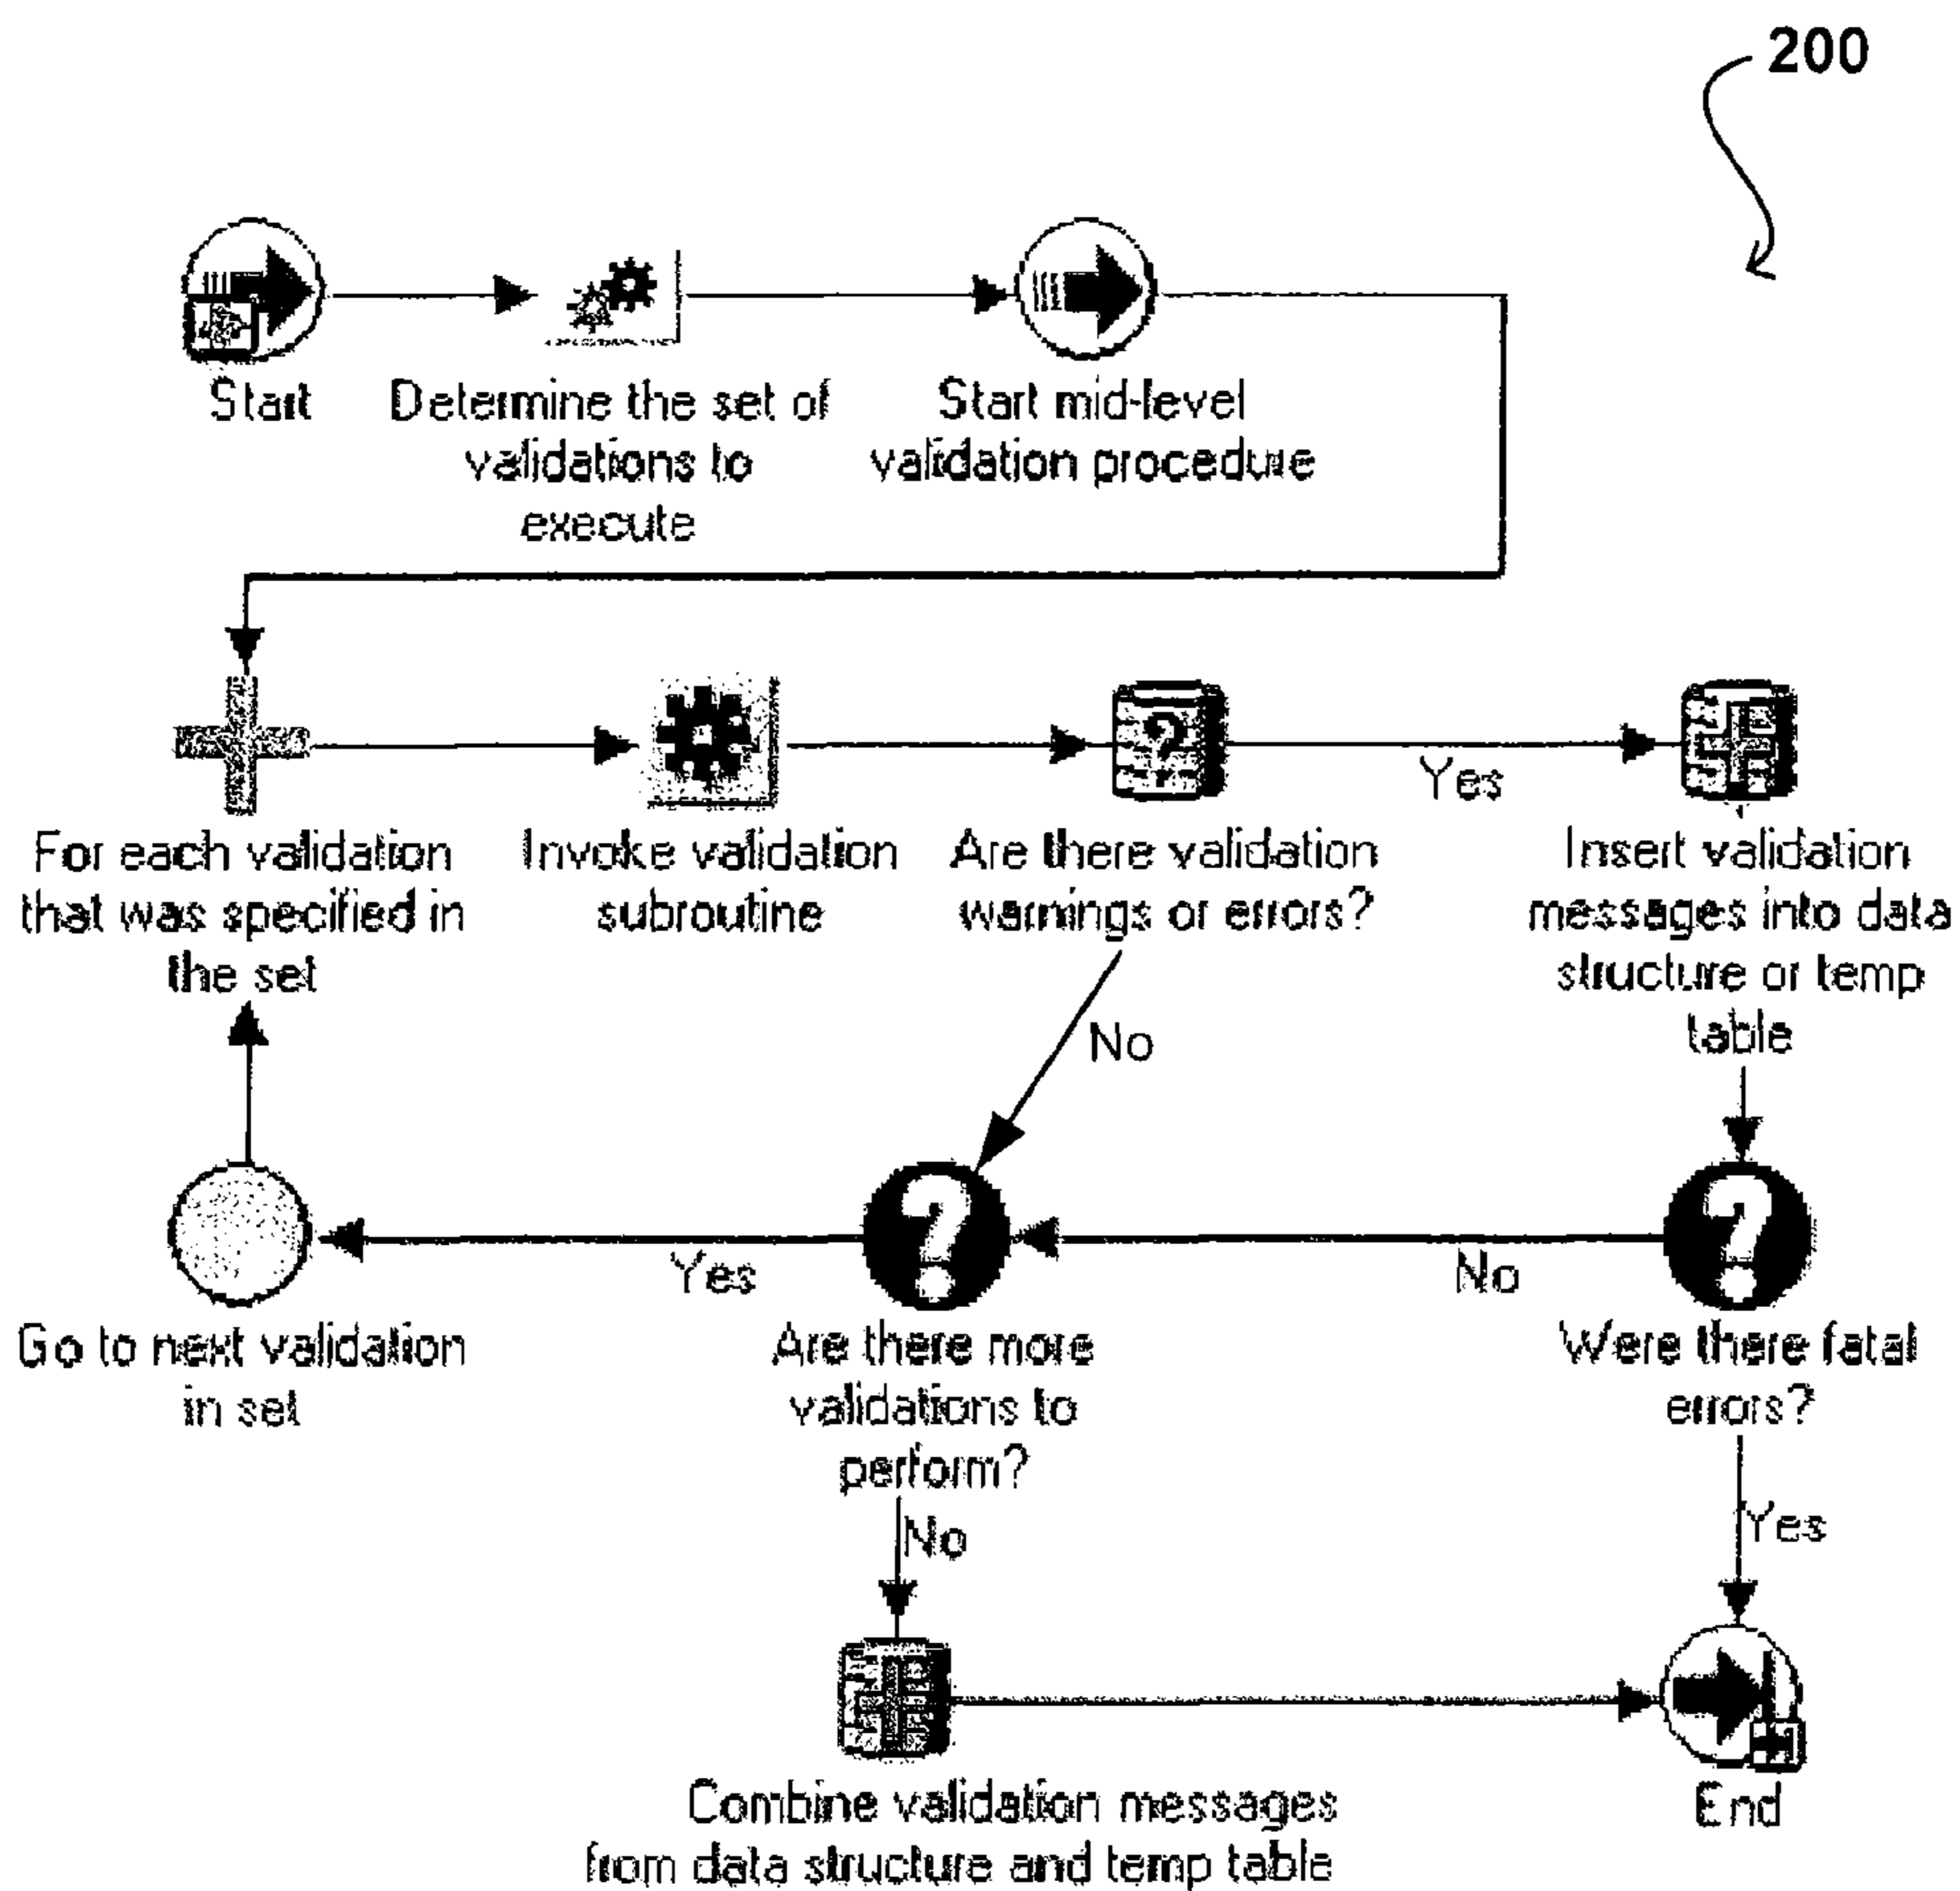 200
Start
Determine the set of
validations to
execute
Start mid-level
validation procedure
For each validation
that was specified in
the set
Invoke validation
subroutine
Are there validation
warnings or errors?
Yes
Insert validation
messages into data
structure or temp
table
No
Go to next validation
in set
Yes
Are there more
validations to
perform?
No
Were there fatal
errors?
No
Yes
Combine validation messages
from data structure and temp table
End